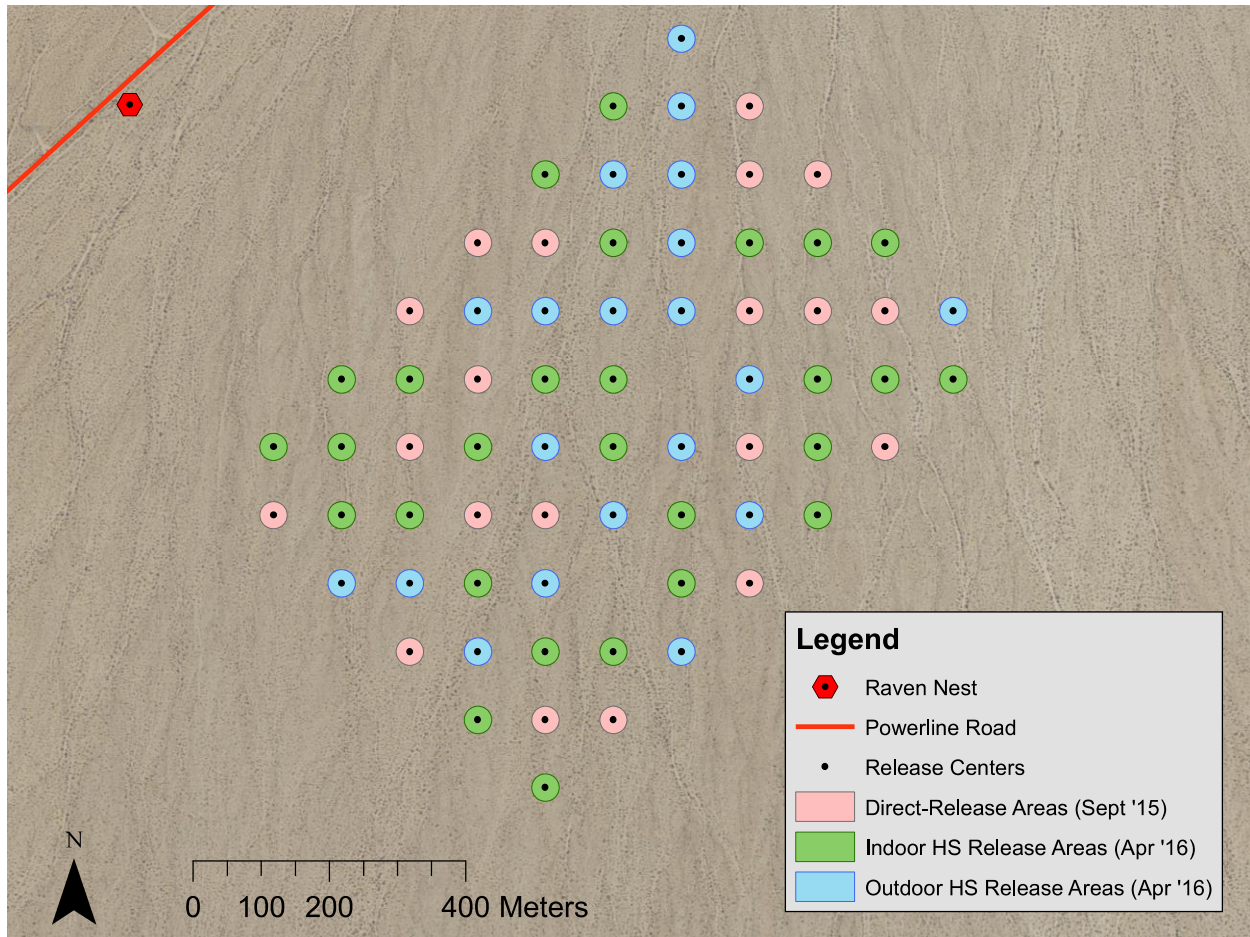 Legend
Raven Nest
Powerline Road
Release Centers
Direct-Release Areas (Sept '15)
Indoor HS Release Areas (Apr '16)
Outdoor HS Release Areas (Apr '16)
N
0 100 200 400 Meters